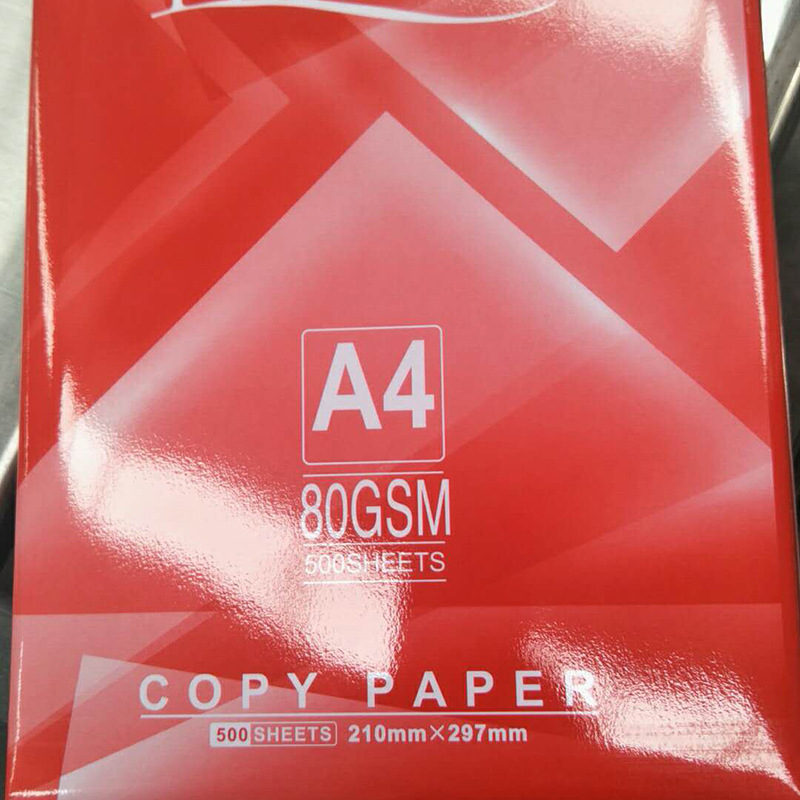 A4
80GSM
500SHEETS
COPY PAPER
500 SHEETS 210mm×297mm